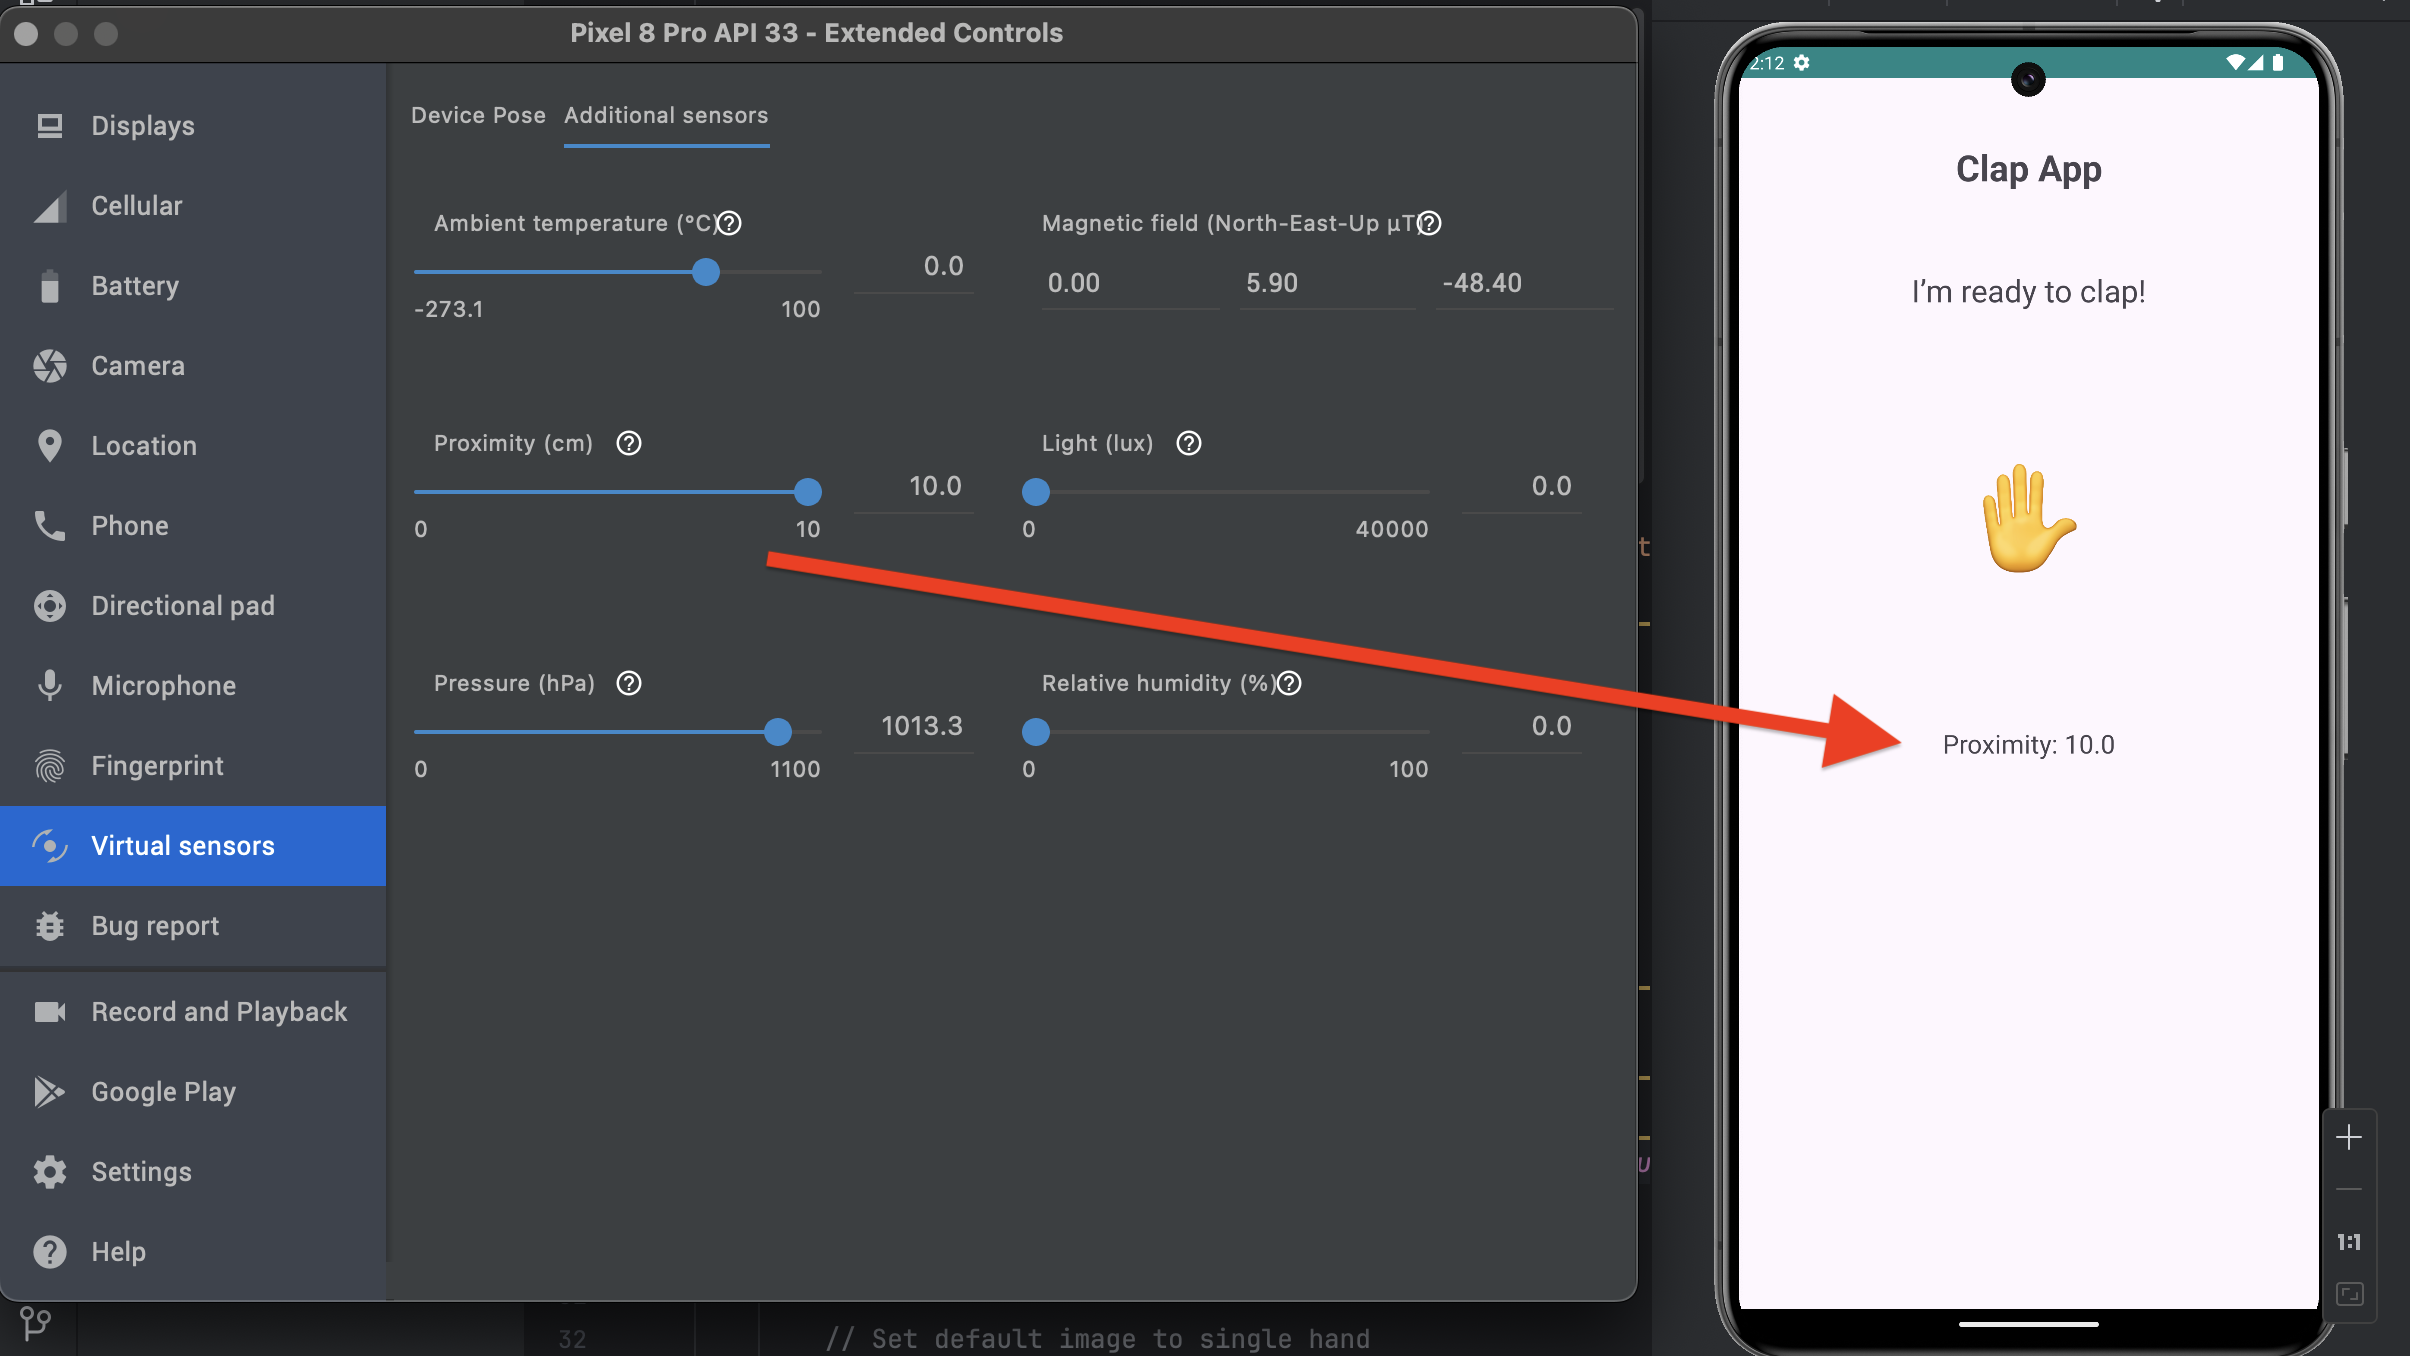 Pixel 8 Pro API 33 - Extended Controls
Displays
Cellular
Battery
Camera
Location
Phone
Directional pad
Microphone
Fingerprint
Virtual sensors
Bug report
Record and Playback
Google Play
Settings
Help
Device Pose
Additional sensors
Ambient temperature (°C)
0.0
-273.1
100
Magnetic field (North-East-Up µT)
0.00
5.90
-48.40
Proximity (cm)
10.0
0
10
Light (lux)
0.0
0
40000
Pressure (hPa)
1013.3
0
1100
Relative humidity (%)
0.0
0
100
2:12
Clap App
I’m ready to clap!
Proximity: 10.0
1:1
32
// Set default image to single hand